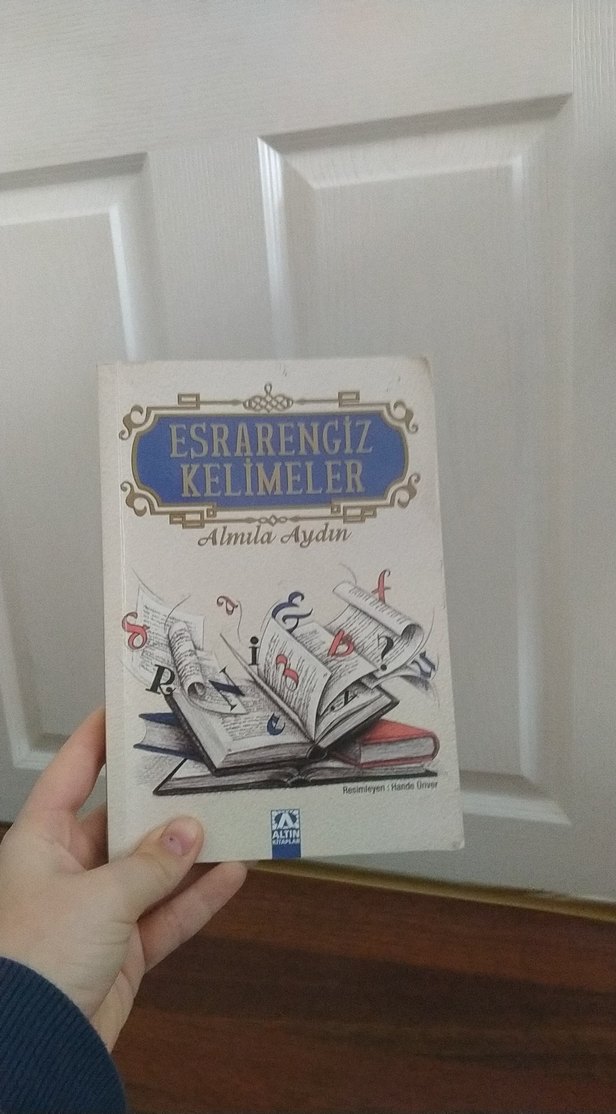 ESRARENGİZ
KELİMELER
Almıla Aydın
Resimleyen : Hande Ünver
ALTIN
KİTAPLAR